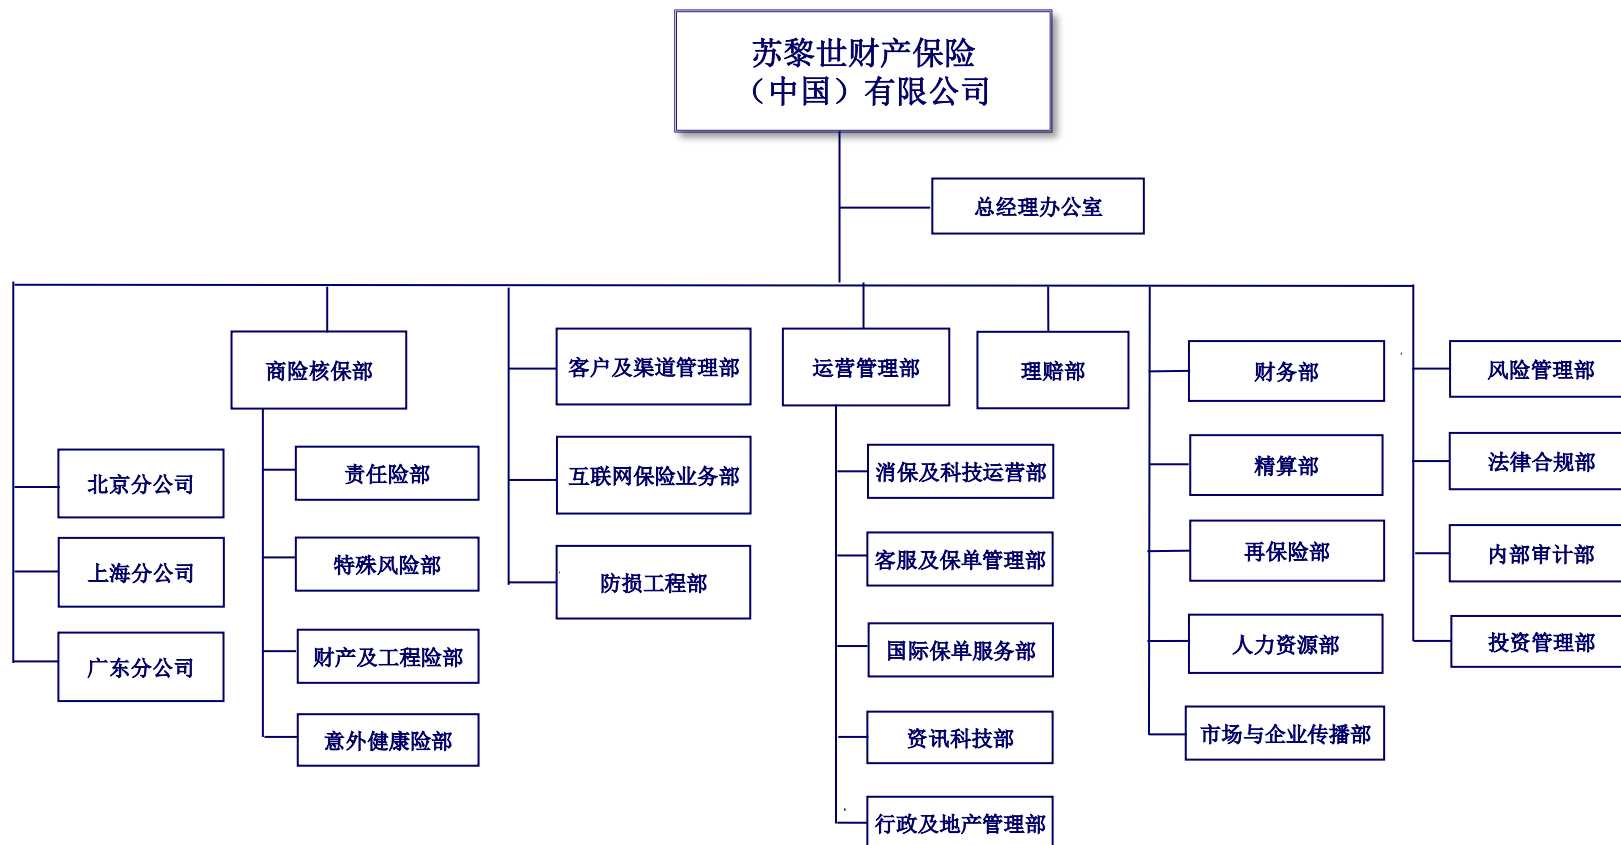 苏黎世财产保险
（中国）有限公司
总经理办公室
北京分公司
上海分公司
广东分公司
商险核保部
责任险部
特殊风险部
财产及工程险部
意外健康险部
客户及渠道管理部
互联网保险业务部
防损工程部
运营管理部
消保及科技运营部
客服及保单管理部
国际保单服务部
资讯科技部
行政及地产管理部
理赔部
财务部
精算部
再保险部
人力资源部
市场与企业传播部
风险管理部
法律合规部
内部审计部
投资管理部